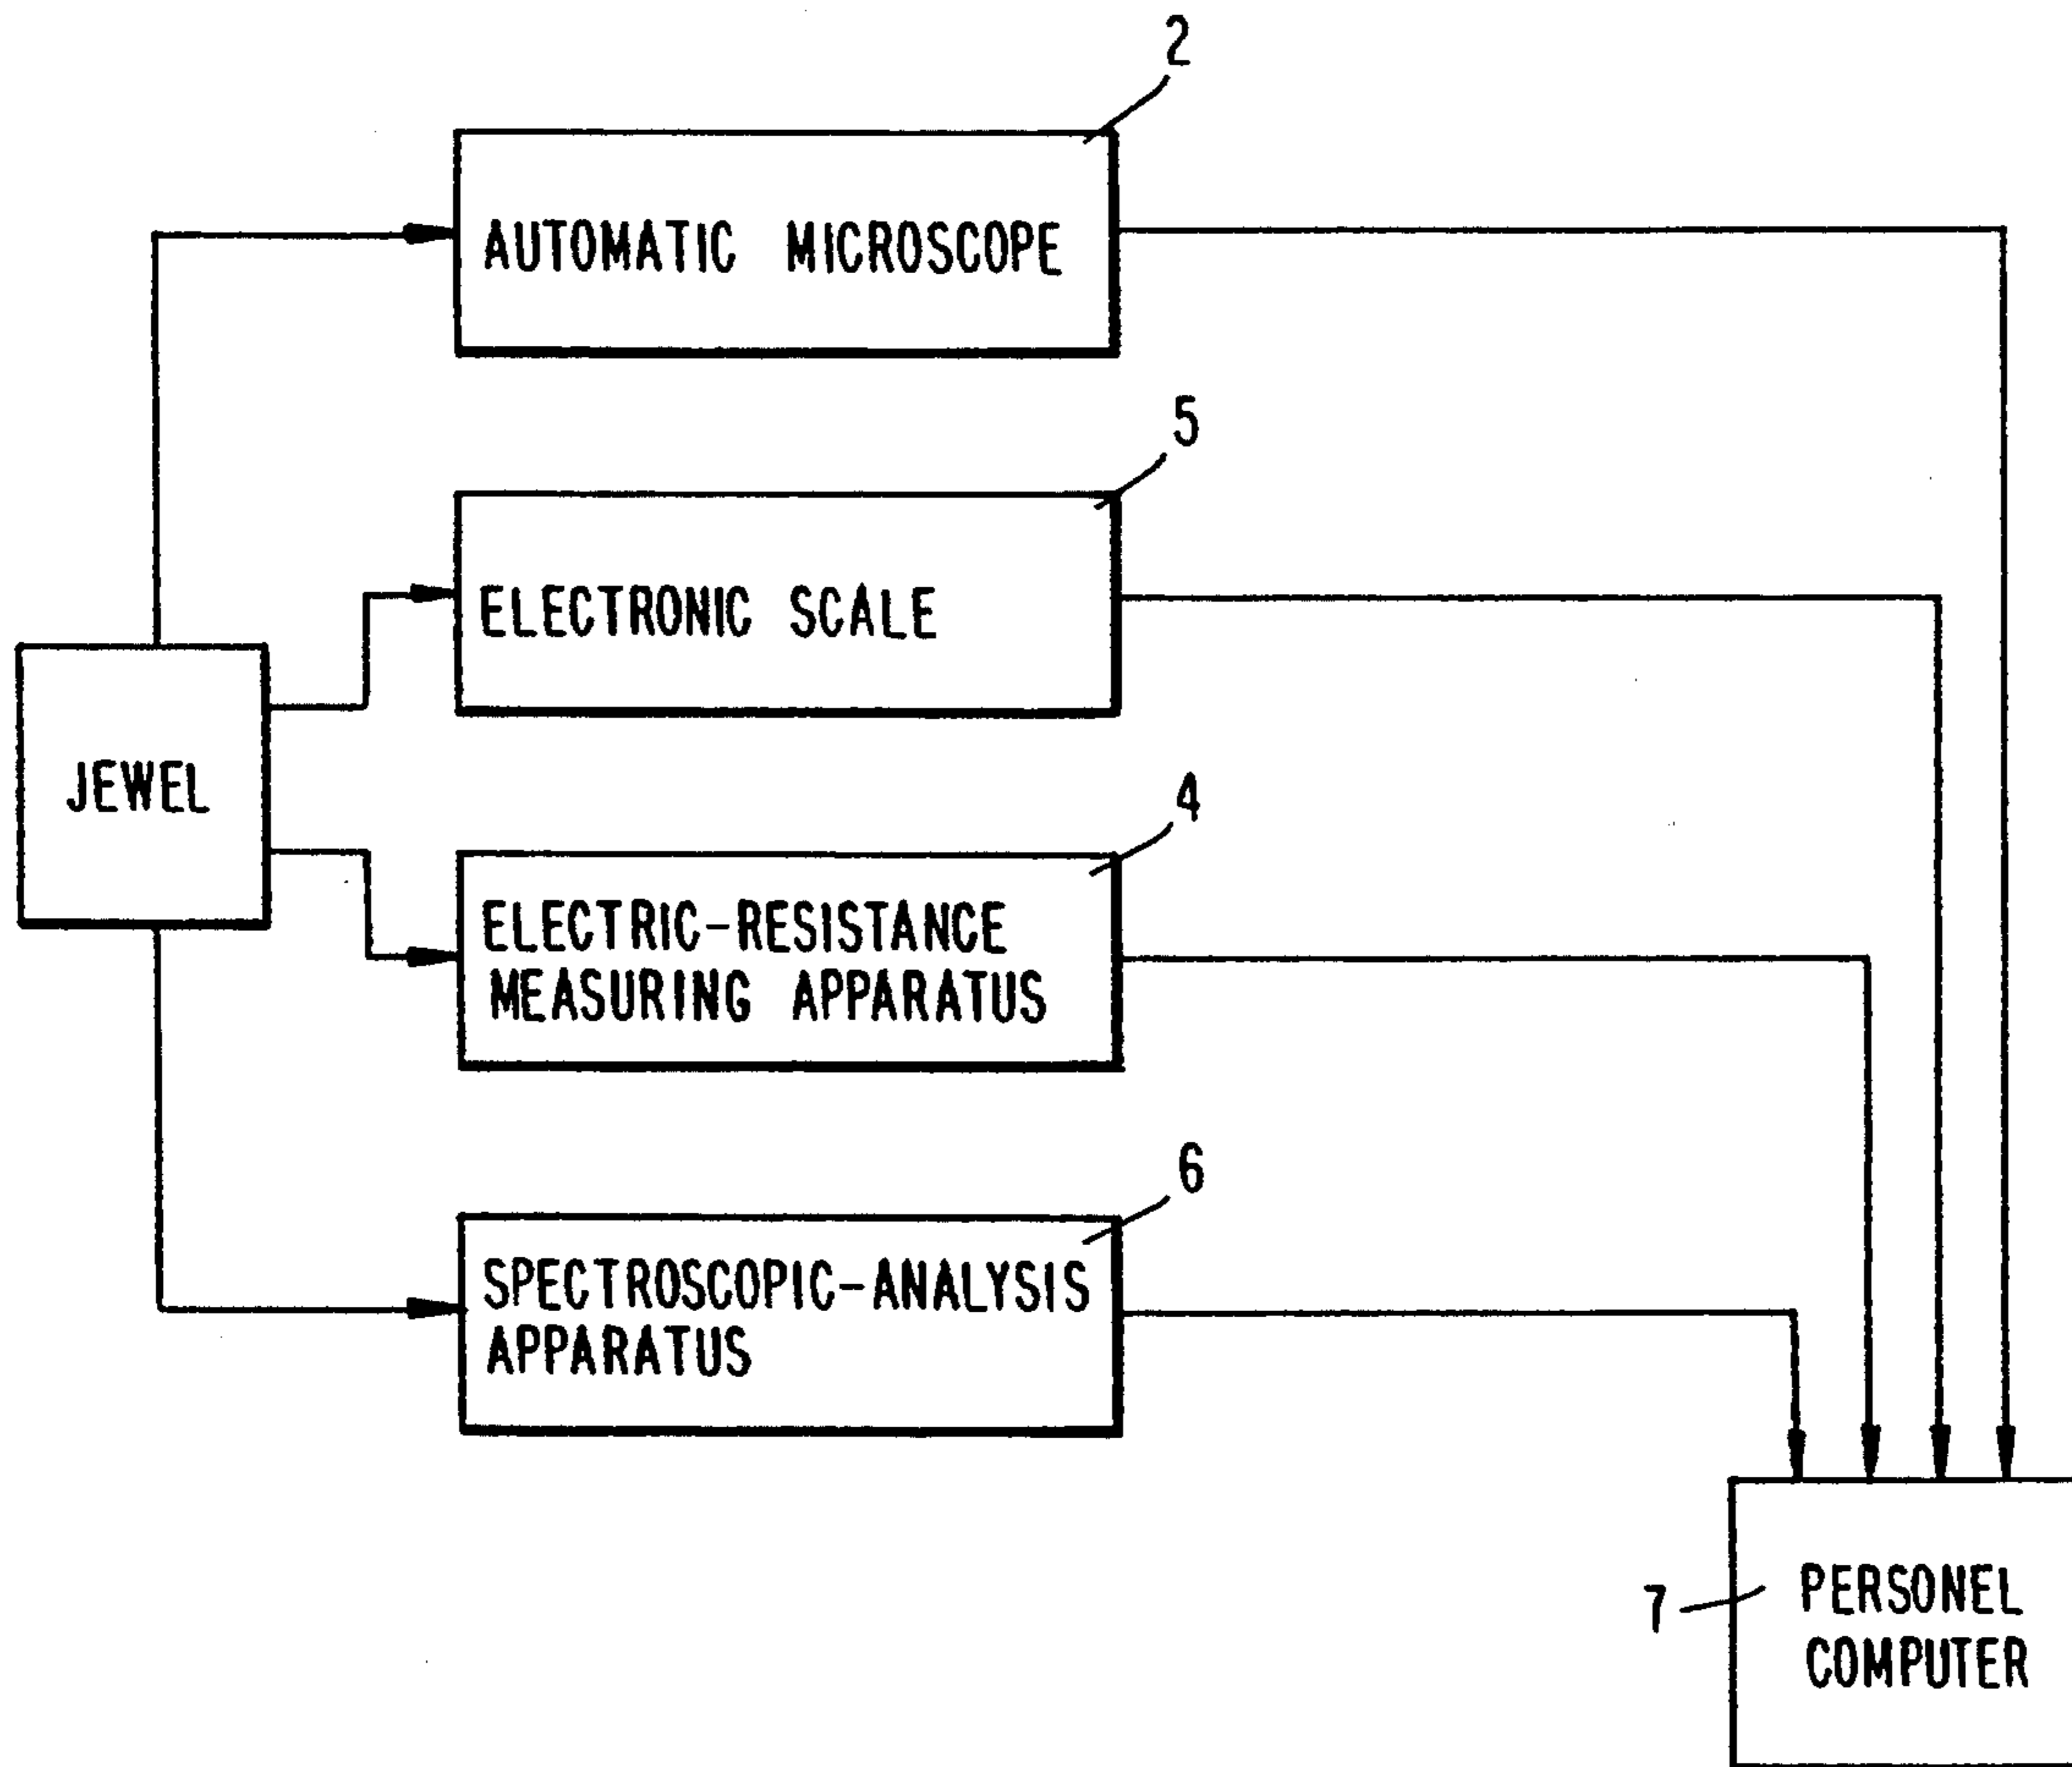 2
AUTOMATIC MICROSCOPE
5
ELECTRONIC SCALE
JEWEL
4
ELECTRIC-RESISTANCE
MEASURING APPARATUS
6
SPECTROSCOPIC-ANALYSIS
APPARATUS
7
PERSONEL
COMPUTER